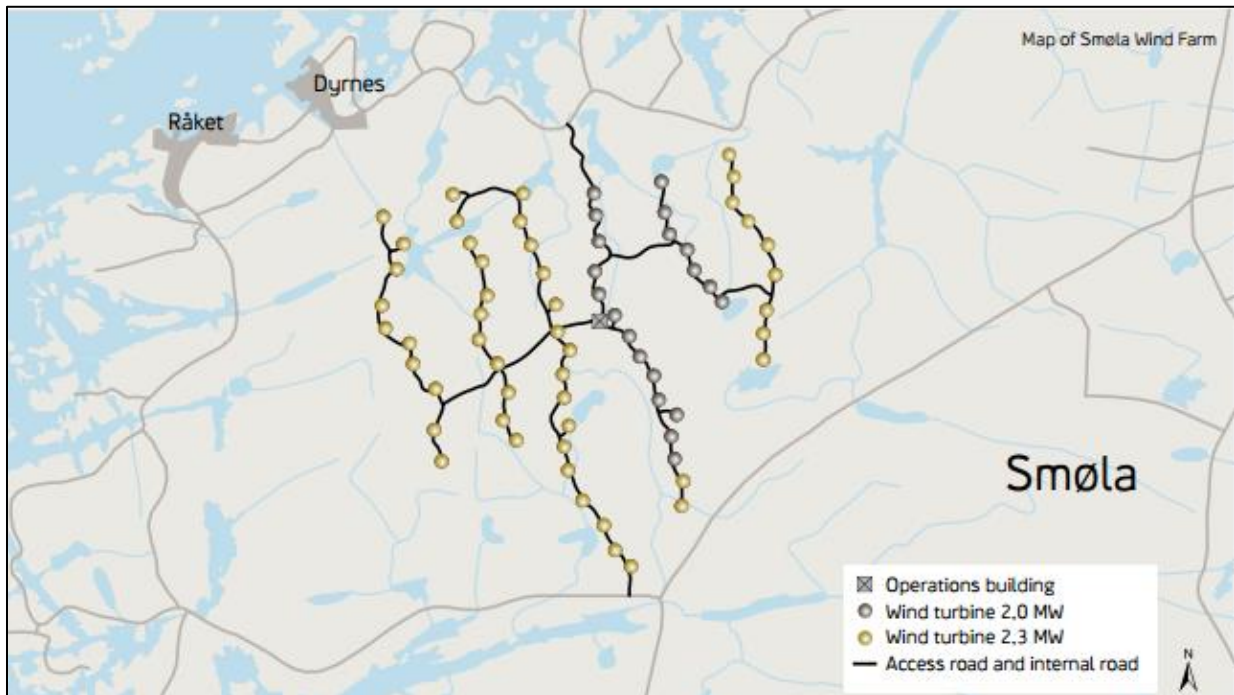 Map of Smøla Wind Farm
Dyrnes
Råket
Smøla
Operations building
Wind turbine 2,0 MW
Wind turbine 2,3 MW
Access road and internal road
N